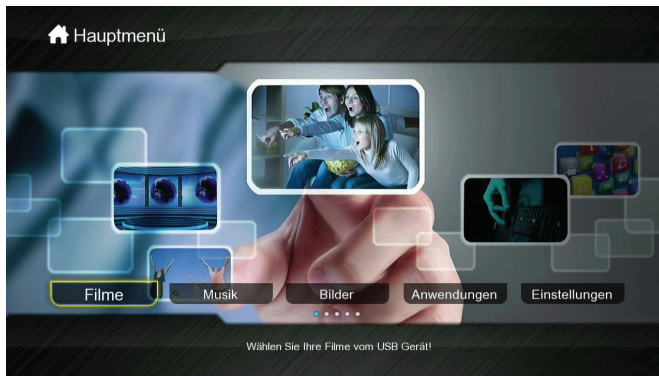 Hauptmenü
Filme Musik Bilder Anwendungen Einstellungen
Wählen Sie Ihre Filme vom USB Gerät!